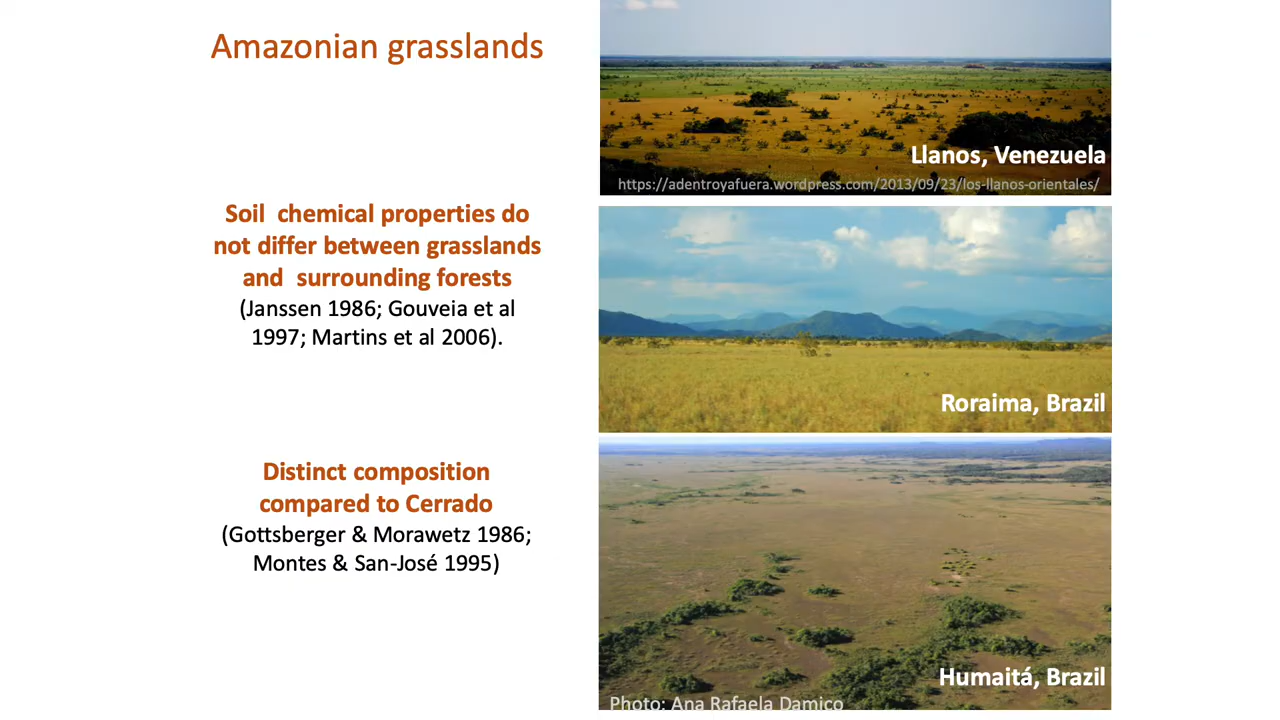 Amazonian grasslands
Soil chemical properties do
not differ between grasslands
and surrounding forests
(Janssen 1986; Gouveia et al
1997; Martins et al 2006).
Distinct composition
compared to Cerrado
(Gottsberger & Morawetz 1986;
Montes & San-José 1995)
Llanos, Venezuela
https://adentroyafuera.wordpress.com/2013/09/23/los-llanos-orientales/
Roraima, Brazil
Humaitá, Brazil
Photo: Ana Rafaela Damico